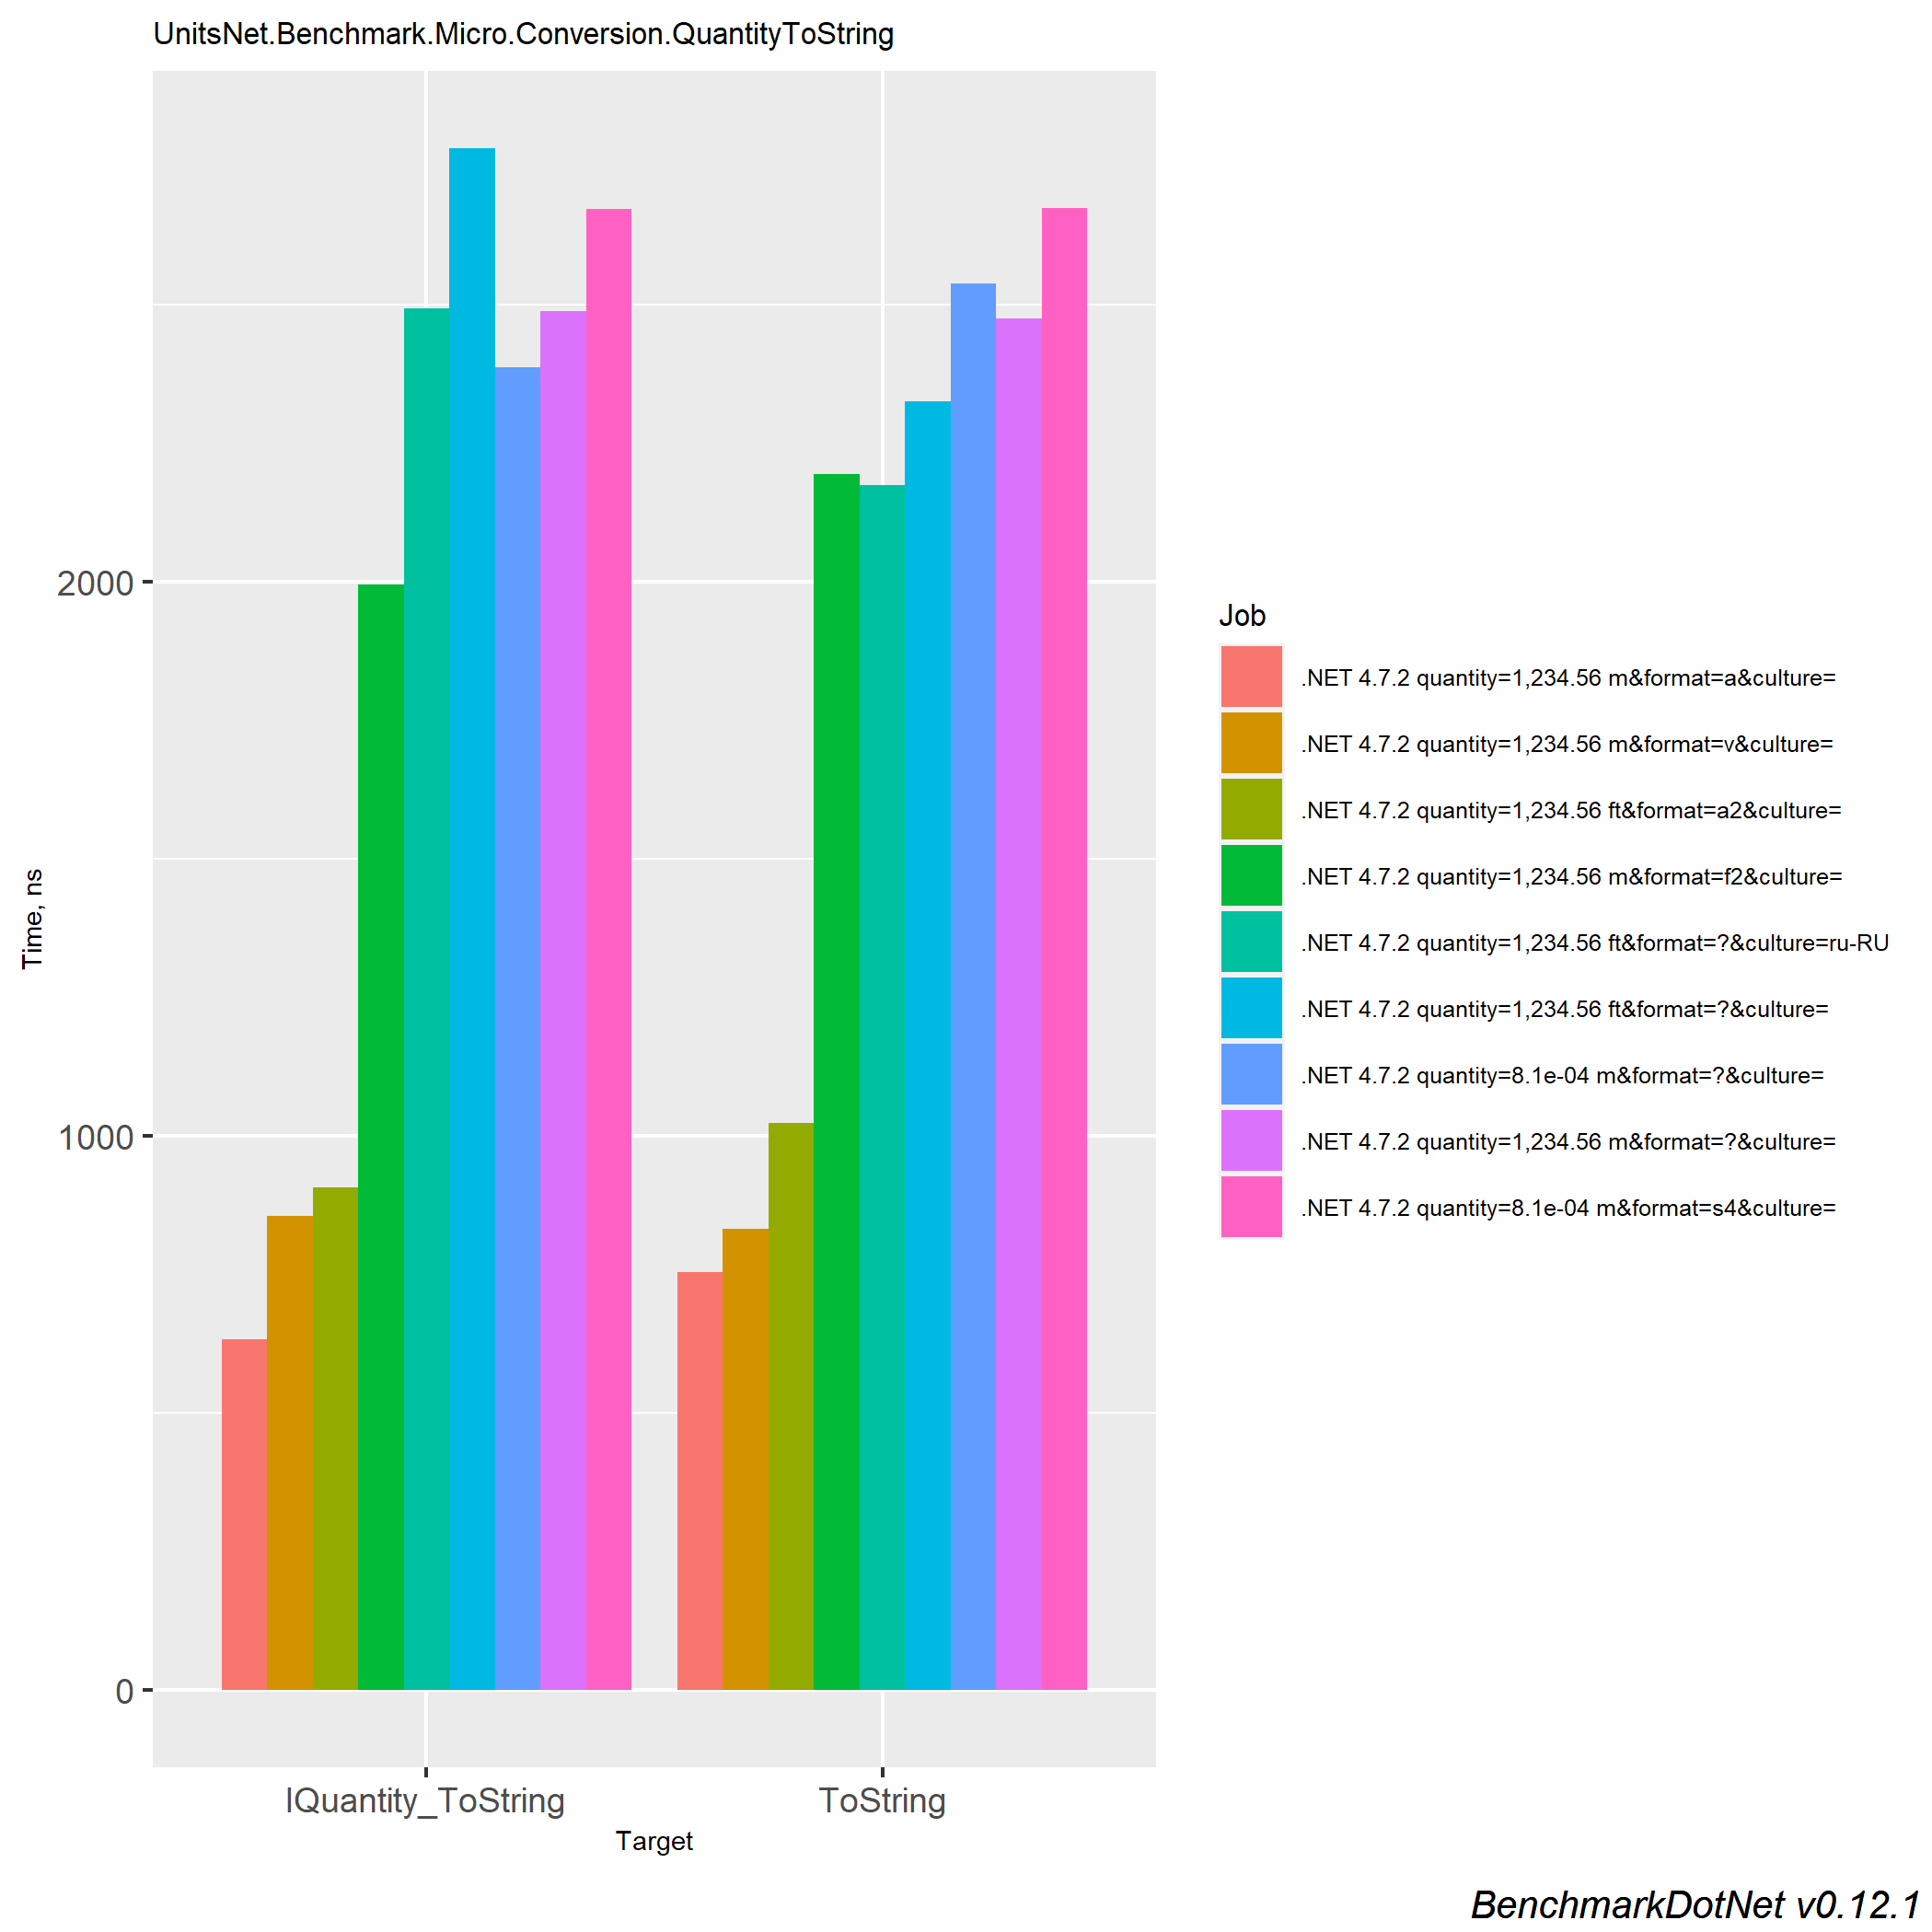 UnitsNet.Benchmark.Micro.Conversion.QuantityToString
2000
1000
0
Time, ns
IQuantity_ToString
ToString
Target
Job
.NET 4.7.2 quantity=1,234.56 m&format=a&culture=
.NET 4.7.2 quantity=1,234.56 m&format=v&culture=
.NET 4.7.2 quantity=1,234.56 ft&format=a2&culture=
.NET 4.7.2 quantity=1,234.56 m&format=f2&culture=
.NET 4.7.2 quantity=1,234.56 ft&format=?&culture=ru-RU
.NET 4.7.2 quantity=1,234.56 ft&format=?&culture=
.NET 4.7.2 quantity=8.1e-04 m&format=?&culture=
.NET 4.7.2 quantity=1,234.56 m&format=?&culture=
.NET 4.7.2 quantity=8.1e-04 m&format=s4&culture=
BenchmarkDotNet v0.12.1